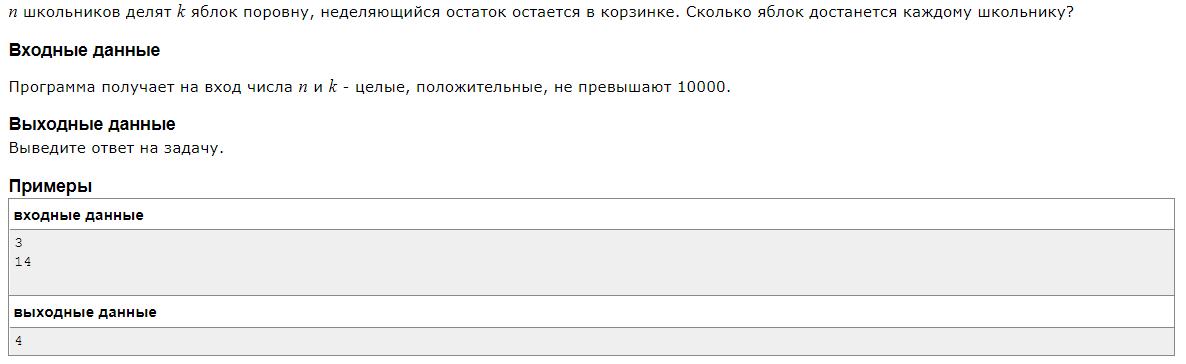 n школьников делят k яблок поровну, неделяющийся остаток остается в корзинке. Сколько яблок достанется каждому школьнику?
Входные данные
Программа получает на вход числа n и k - целые, положительные, не превышают 10000.
Выходные данные
Выведите ответ на задачу.
Примеры
входные данные
3
14
выходные данные
4